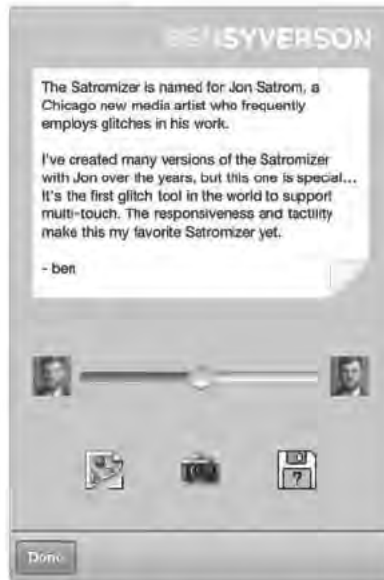 BENSYVERSON
The Satromizer is named for Jon Satrom, a
Chicago new media artist who frequently
employs glitches in his work.
I've created many versions of the Satromizer
with Jon over the years, but this one is special...
It's the first glitch tool in the world to support
multi-touch. The responsiveness and tactility
make this my favorite Satromizer yet.
- ben
?
Done